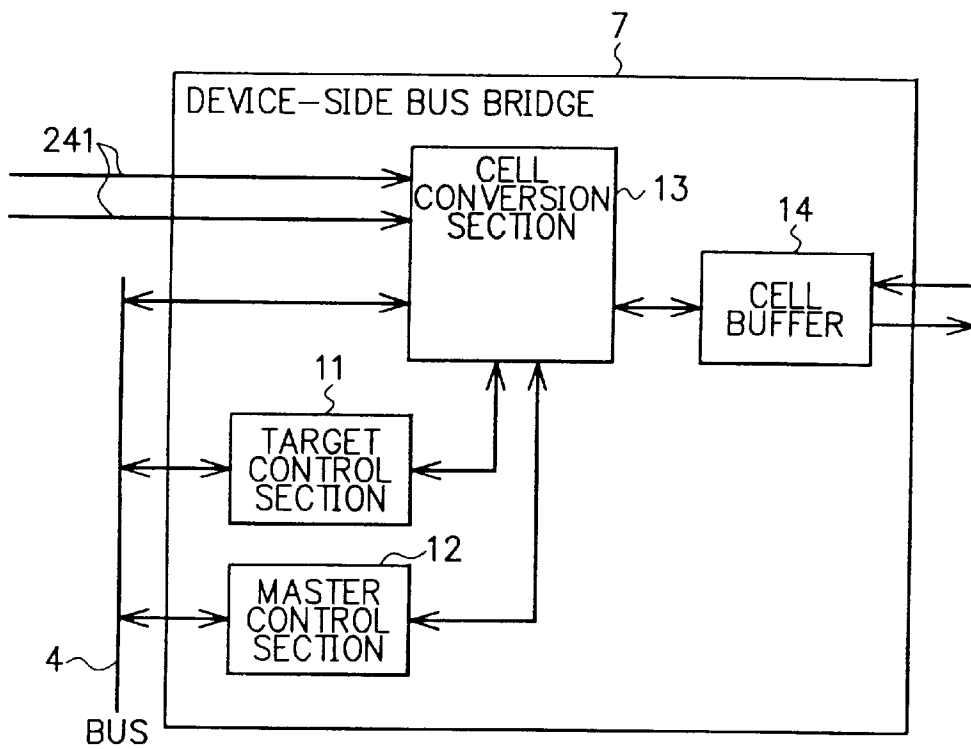 7
DEVICE-SIDE BUS BRIDGE
241
CELL
CONVERSION
SECTION
13
14
CELL
BUFFER
11
TARGET
CONTROL
SECTION
12
MASTER
CONTROL
SECTION
4
BUS